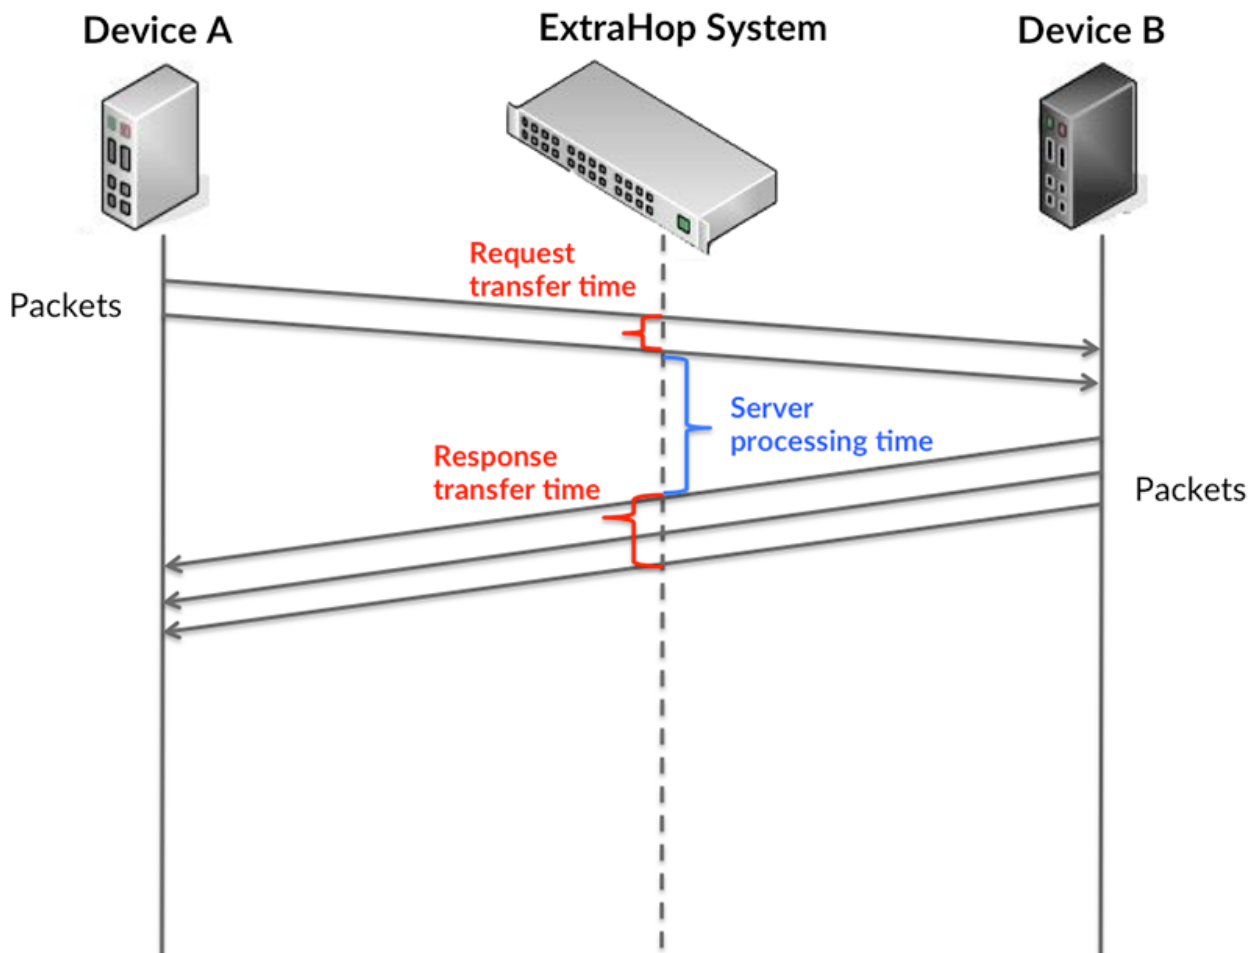 Device A
ExtraHop System
Device B
Request
transfer time
Packets
Server
processing time
Response
transfer time
Packets